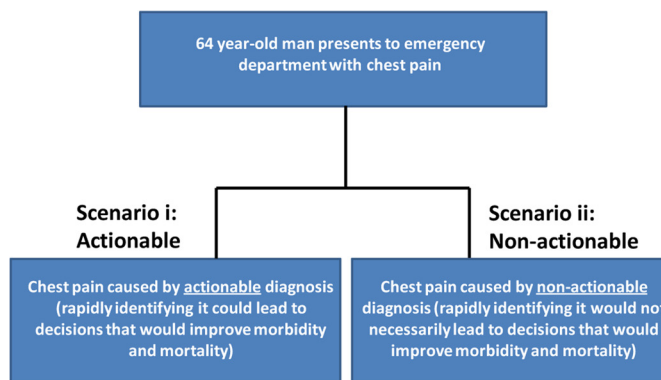 64 year-old man presents to emergency
department with chest pain
Scenario i:
Actionable
Scenario ii:
Non-actionable
Chest pain caused by actionable diagnosis
(rapidly identifying it could lead to
decisions that would improve morbidity
and mortality)
Chest pain caused by non-actionable
diagnosis (rapidly identifying it would not
necessarily lead to decisions that would
improve morbidity and mortality)